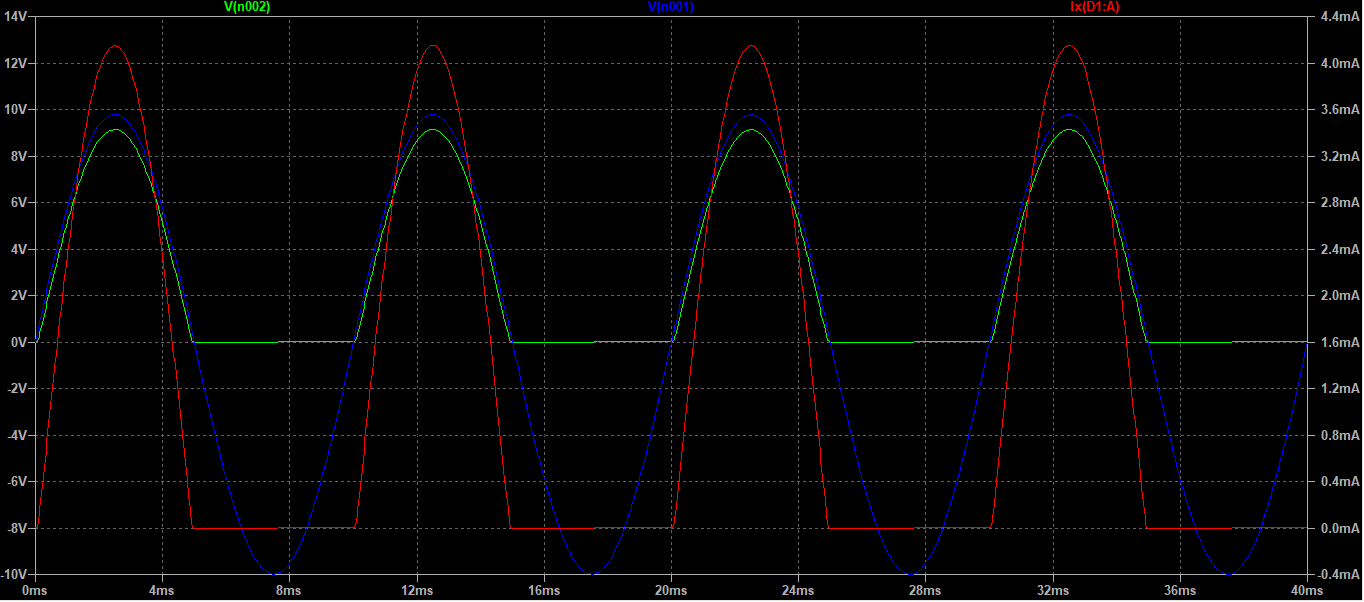 V(n002) V(n001) Ix(D1:A)
14V 4.4mA
12V 4.0mA
10V 3.6mA
8V 3.2mA
6V 2.8mA
4V 2.4mA
2V 2.0mA
0V 1.6mA
-2V 1.2mA
-4V 0.8mA
-6V 0.4mA
-8V 0.0mA
-10V -0.4mA
0ms 4ms 8ms 12ms 16ms 20ms 24ms 28ms 32ms 36ms 40ms